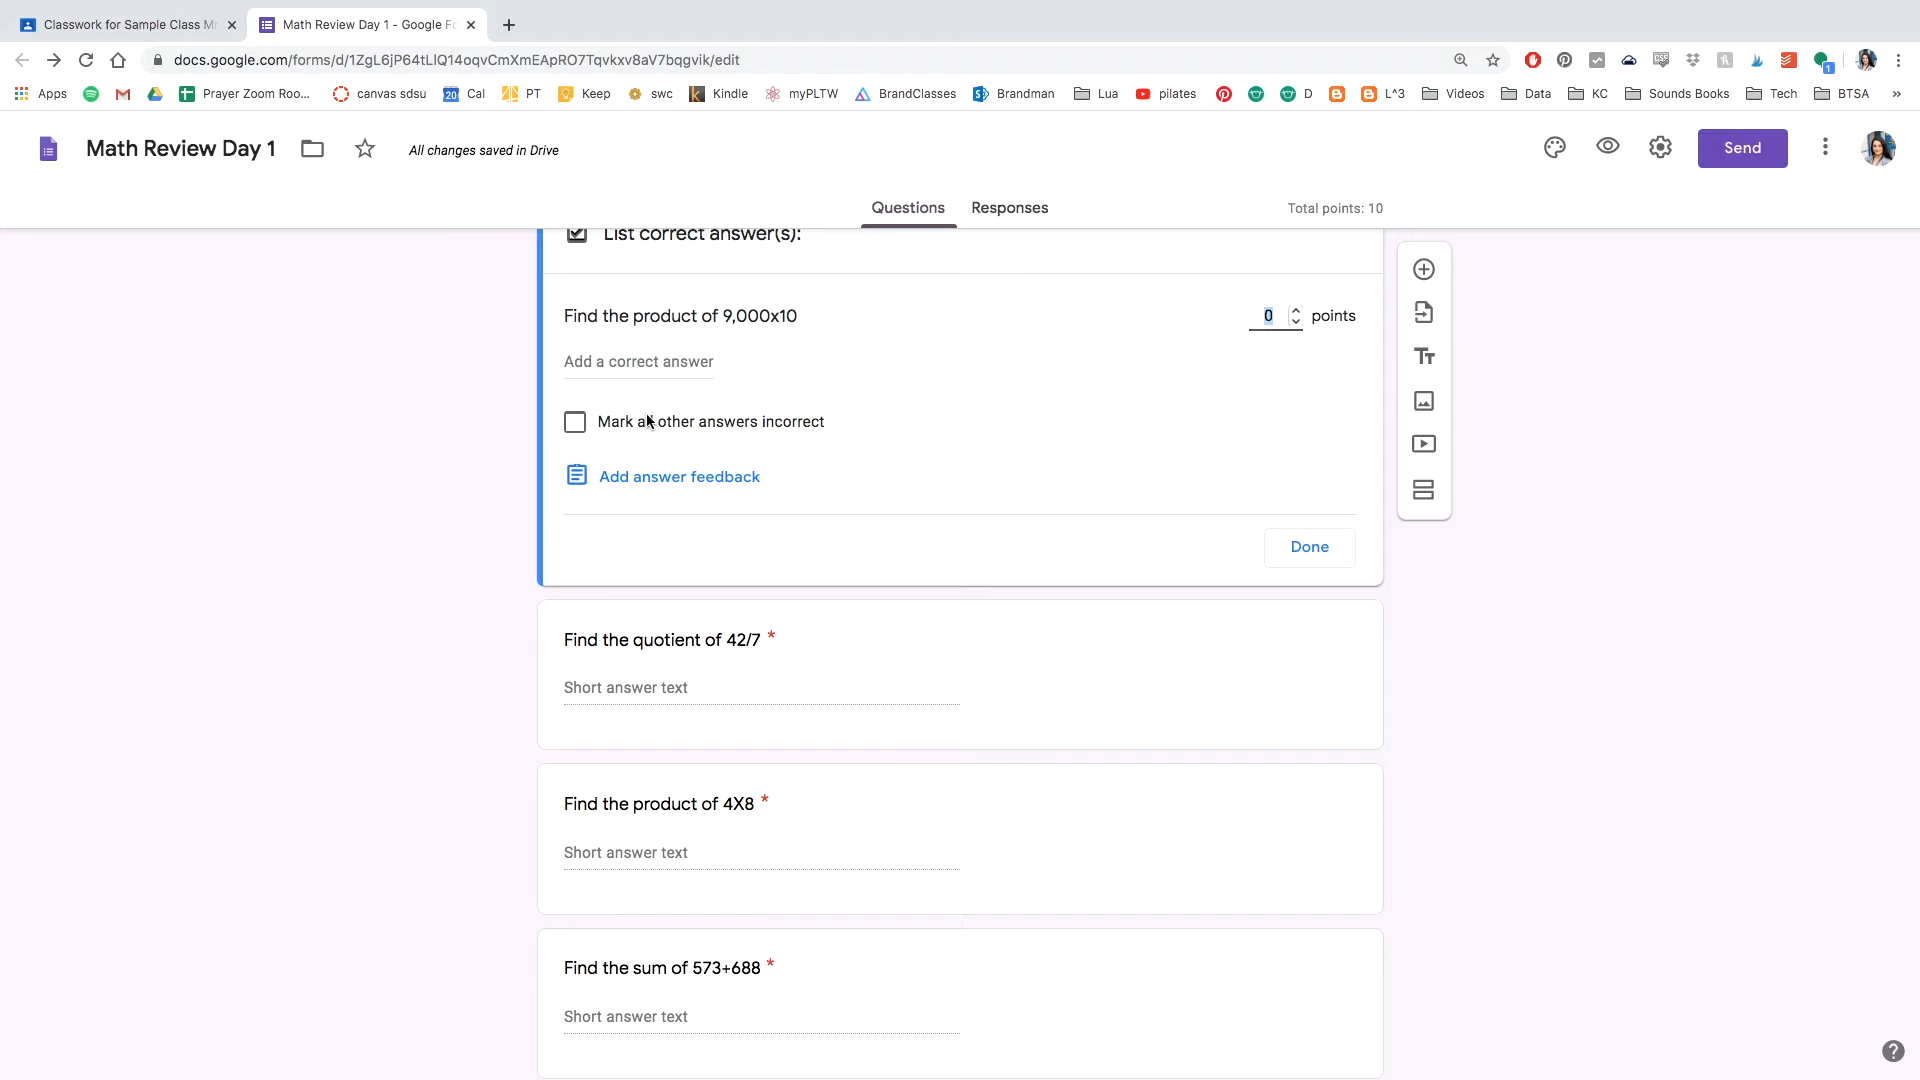 Classwork for Sample Class Mr
Math Review Day 1 - Google Fo
docs.google.com/forms/d/1ZgL6jP64tLlQ14oqvCmXmEApRO7Tqvkxv8aV7bqgvik/edit
Apps
Prayer Zoom Roo...
canvas sdsu
20
Cal
PT
Keep
swc
Kindle
myPLTW
BrandClasses
Brandman
Lua
pilates
D
L^3
Videos
Data
KC
Sounds Books
Tech
BTSA
»
Math Review Day 1
All changes saved in Drive
Send
Questions
Responses
Total points: 10
List correct answer(s):
Find the product of 9,000x10
0
points
Add a correct answer
Mark all other answers incorrect
Add answer feedback
Done
Find the quotient of 42/7 *
Short answer text
Find the product of 4X8 *
Short answer text
Find the sum of 573+688 *
Short answer text